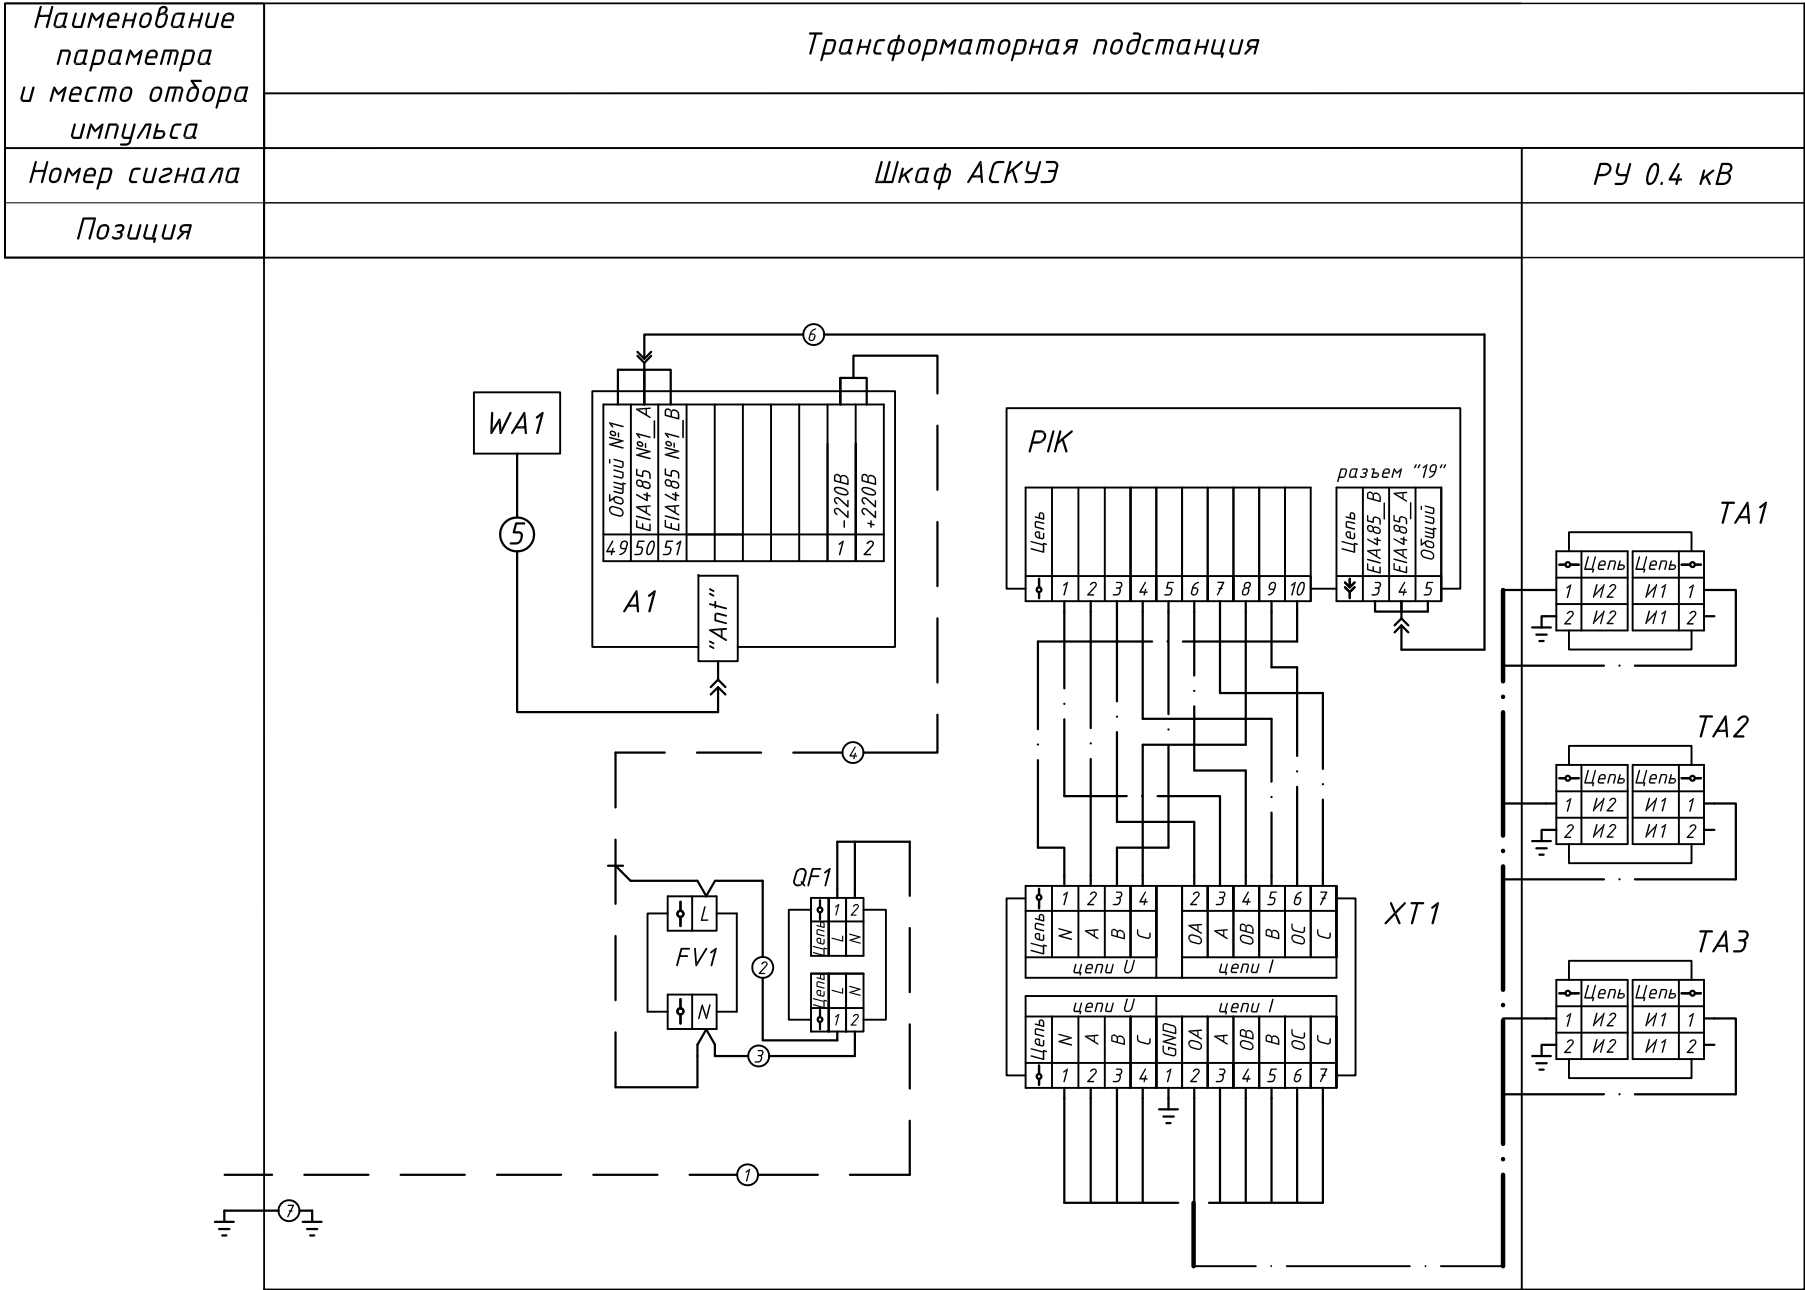 Наименование
параметра
и место отбора
импульса
Трансформаторная подстанция
Номер сигнала
Шкаф АСКУЭ
РУ 0.4 кВ
Позиция
6
WA1
Общий №1
EIA485 №1_A
EIA485 №1_B
-220В
+220В
49 50 51 1 2
A1
"Ant"
5
PIK
разъем "19"
Цепь
Цепь
EIA485_B
EIA485_A
Общий
1 2 3 4 5 6 7 8 9 10
3 4 5
TA1
Цепь Цепь
1 И2 И1 1
2 И2 И1 2
TA2
Цепь Цепь
1 И2 И1 1
2 И2 И1 2
TA3
Цепь Цепь
1 И2 И1 1
2 И2 И1 2
4
QF1
1 2
Цепь L N
Цепь L N
1 2
L
FV1
N
2
3
XT1
1 2 3 4 2 3 4 5 6 7
Цепь N A B C OA A OB B OC C
цепи U цепи I
цепи U цепи I
Цепь N A B C GND OA A OB B OC C
1 2 3 4 1 2 3 4 5 6 7
1
7